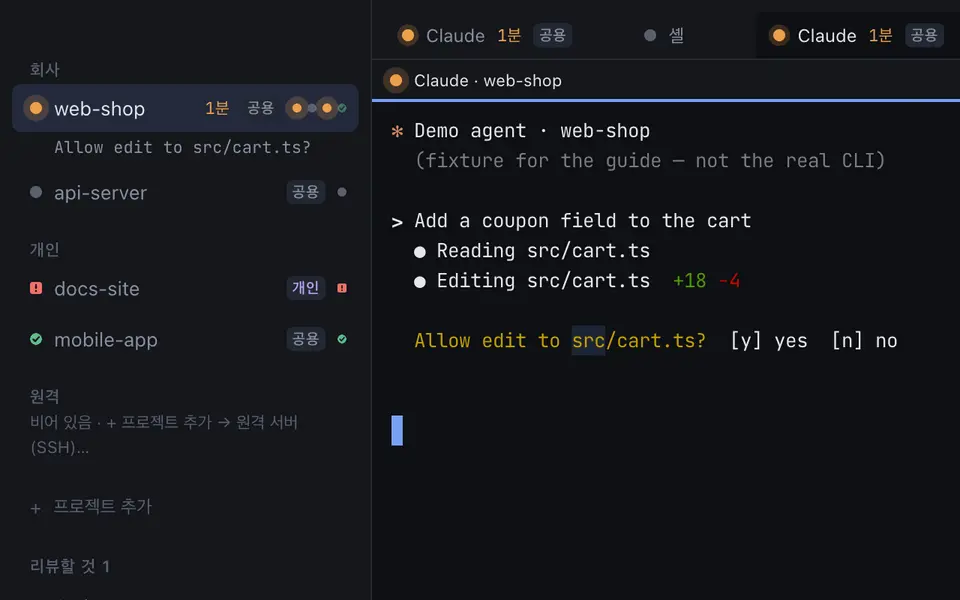 회사
web-shop 1분 공용
Allow edit to src/cart.ts?
api-server 공용
개인
docs-site 개인
mobile-app 공용
원격
비어 있음 · + 프로젝트 추가 → 원격 서버
(SSH)…
+ 프로젝트 추가
리뷰할 것 1
Claude 1분 공용 셸 Claude 1분 공용
Claude · web-shop
* Demo agent · web-shop
(fixture for the guide — not the real CLI)
> Add a coupon field to the cart
● Reading src/cart.ts
● Editing src/cart.ts +18 -4
Allow edit to src/cart.ts? [y] yes [n] no